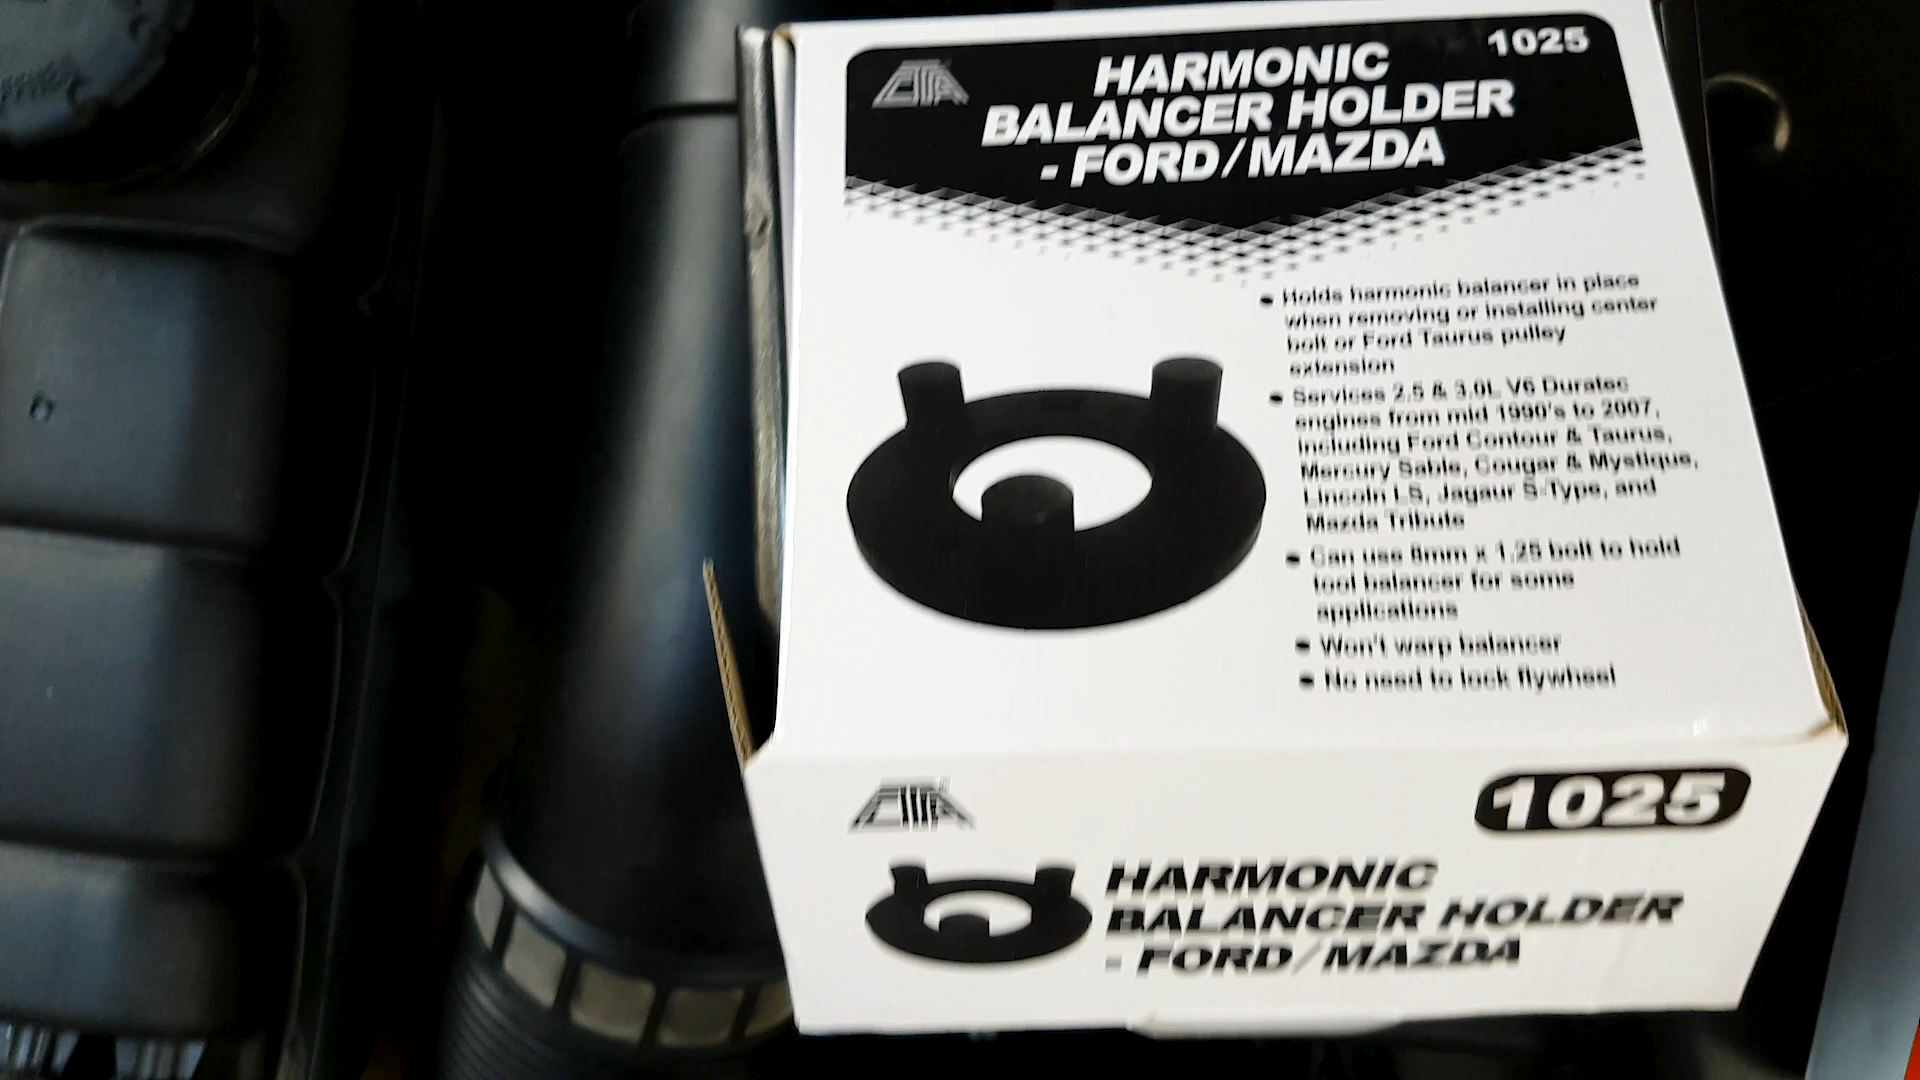 CTA
1025
HARMONIC
BALANCER HOLDER
- FORD/MAZDA
• Holds harmonic balancer in place
when removing or installing center
bolt or Ford Taurus pulley
extension
• Services 2.5 & 3.0L V6 Duratec
engines from mid 1990's to 2007,
including Ford Contour & Taurus,
Mercury Sable, Cougar & Mystique,
Lincoln LS, Jagaur S-Type, and
Mazda Tribute
• Can use 8mm x 1.25 bolt to hold
tool balancer for some
applications
• Won't warp balancer
• No need to lock flywheel
CTA
1025
HARMONIC
BALANCER HOLDER
- FORD/MAZDA